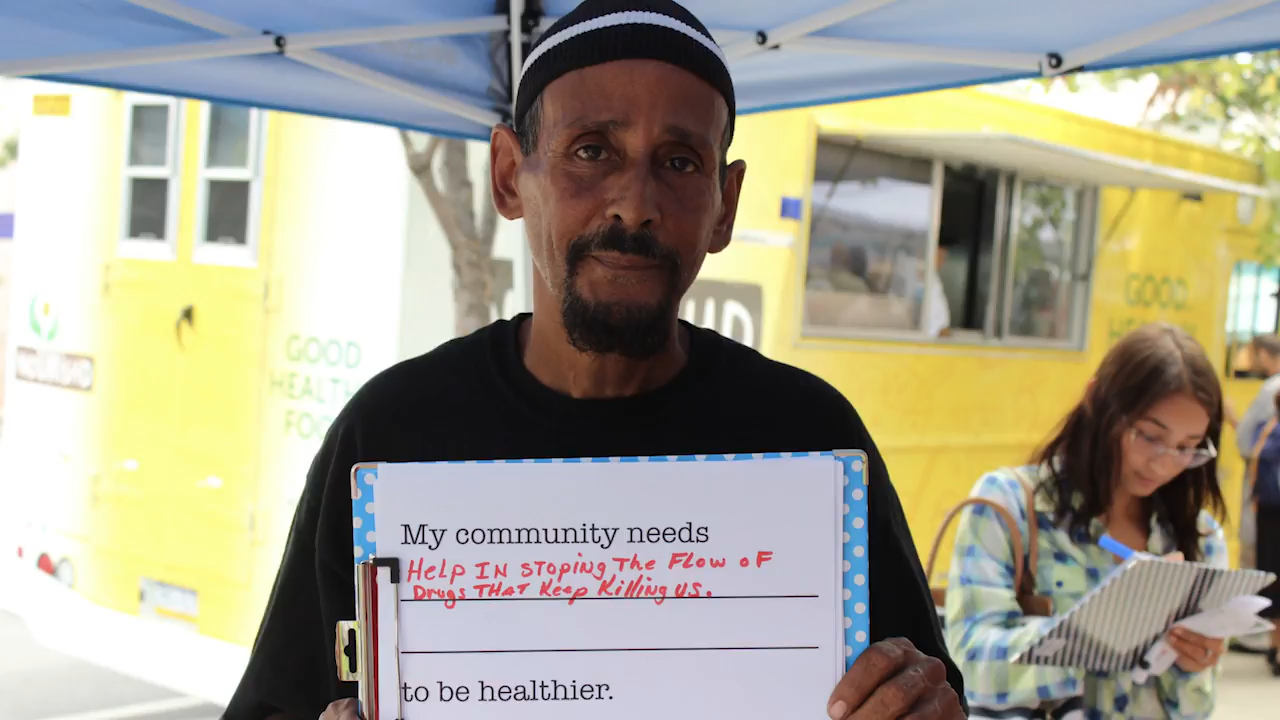 GOOD
HEALTH
FOO
GOOD.
My community needs
Help IN stoping The Flow oF
Drugs THAT Keep Killing us.
to be healthier.